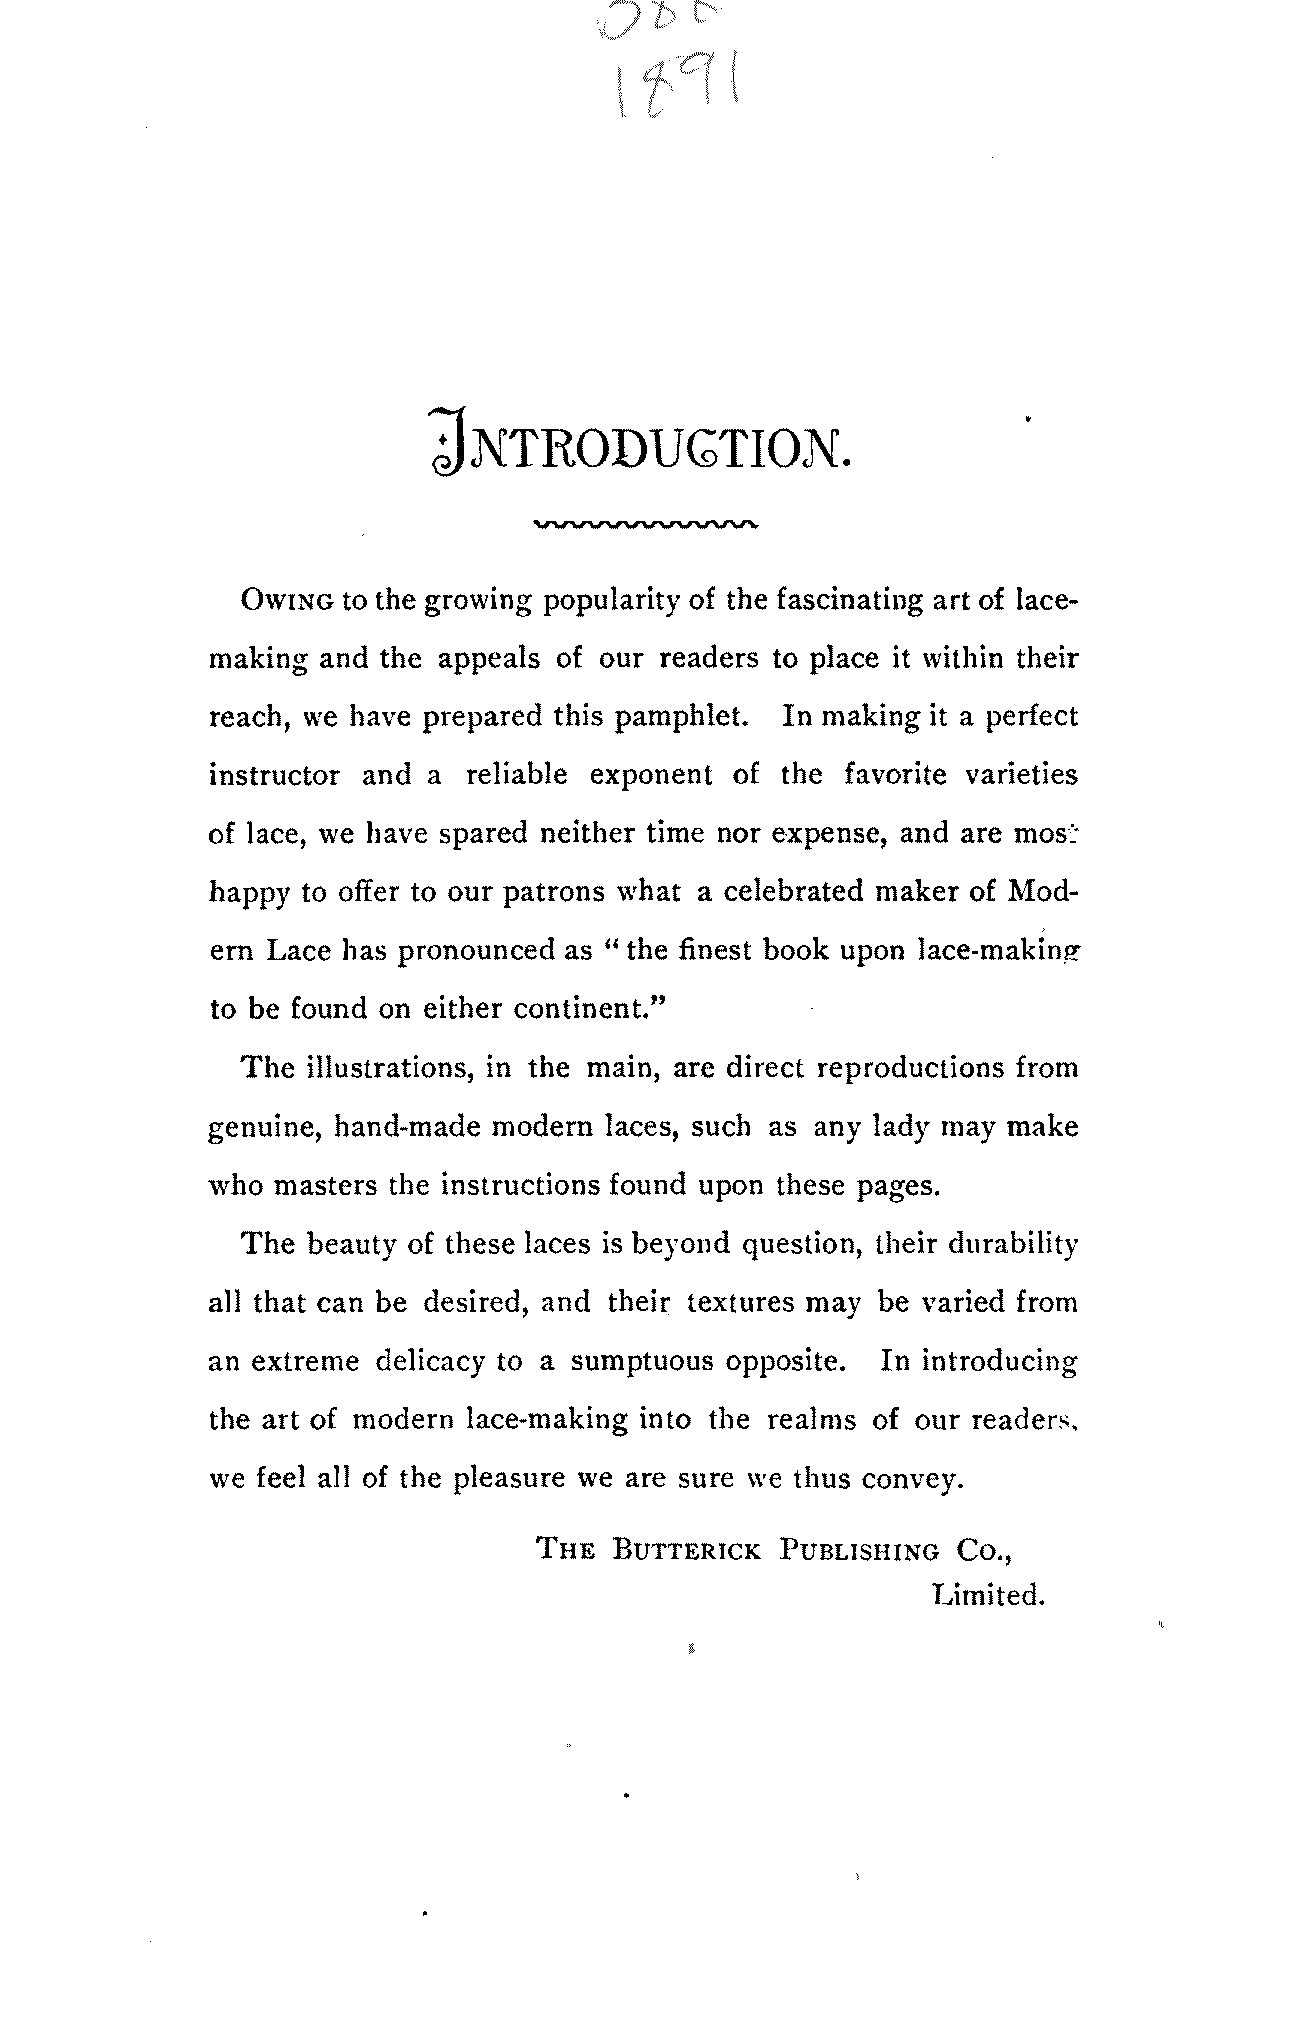 1891
INTRODUCTION.
OWING to the growing popularity of the fascinating art of lace-
making and the appeals of our readers to place it within their
reach, we have prepared this pamphlet. In making it a perfect
instructor and a reliable exponent of the favorite varieties
of lace, we have spared neither time nor expense, and are most
happy to offer to our patrons what a celebrated maker of Mod-
ern Lace has pronounced as “the finest book upon lace-making
to be found on either continent.”
The illustrations, in the main, are direct reproductions from
genuine, hand-made modern laces, such as any lady may make
who masters the instructions found upon these pages.
The beauty of these laces is beyond question, their durability
all that can be desired, and their textures may be varied from
an extreme delicacy to a sumptuous opposite. In introducing
the art of modern lace-making into the realms of our readers,
we feel all of the pleasure we are sure we thus convey.
THE BUTTERICK PUBLISHING CO.,
Limited.